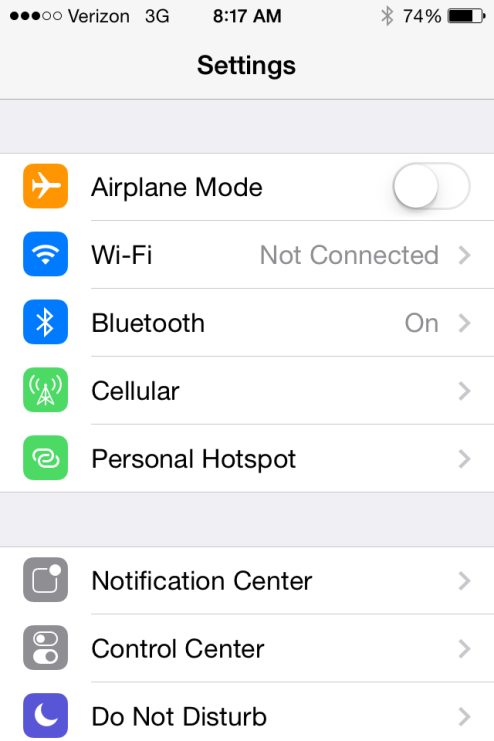 Verizon 3G 8:17 AM 74%
Settings
Airplane Mode
Wi-Fi Not Connected
Bluetooth On
Cellular
Personal Hotspot
Notification Center
Control Center
Do Not Disturb